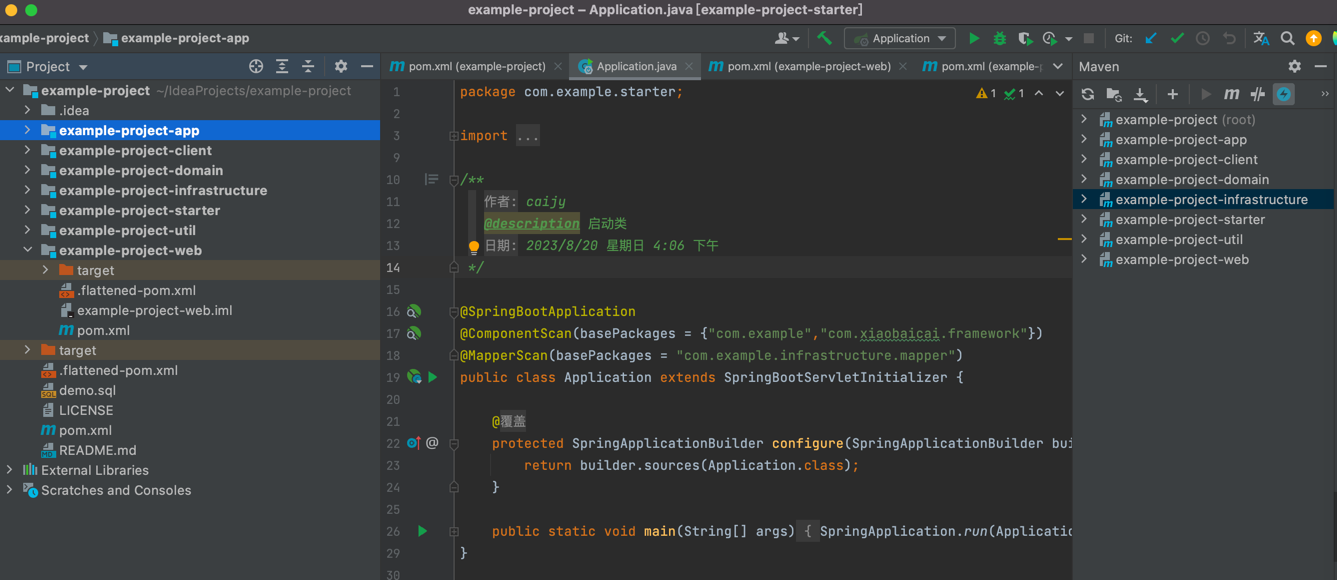 example-project – Application.java [example-project-starter]
xample-project
example-project-app
Application
Git:
Project
pom.xml (example-project)
Application.java
pom.xml (example-project-web)
pom.xml (example-
Maven
example-project ~/IdeaProjects/example-project
.idea
example-project-app
example-project-client
example-project-domain
example-project-infrastructure
example-project-starter
example-project-util
example-project-web
target
.flattened-pom.xml
example-project-web.iml
pom.xml
target
.flattened-pom.xml
demo.sql
LICENSE
pom.xml
README.md
External Libraries
Scratches and Consoles
1 package com.example.starter;
1 1
2
3 import ...
9
10 /**
11 作者: caijy
12 @description 启动类
13 日期: 2023/8/20 星期日 4:06 下午
14 */
15
16 @SpringBootApplication
17 @ComponentScan(basePackages = {"com.example","com.xiaobaicai.framework"})
18 @MapperScan(basePackages = "com.example.infrastructure.mapper")
19 public class Application extends SpringBootServletInitializer {
20
21 @覆盖
22 protected SpringApplicationBuilder configure(SpringApplicationBuilder bui
23 return builder.sources(Application.class);
24 }
25
26 public static void main(String[] args) { SpringApplication.run(Applicatio
29 }
30
example-project (root)
example-project-app
example-project-client
example-project-domain
example-project-infrastructure
example-project-starter
example-project-util
example-project-web